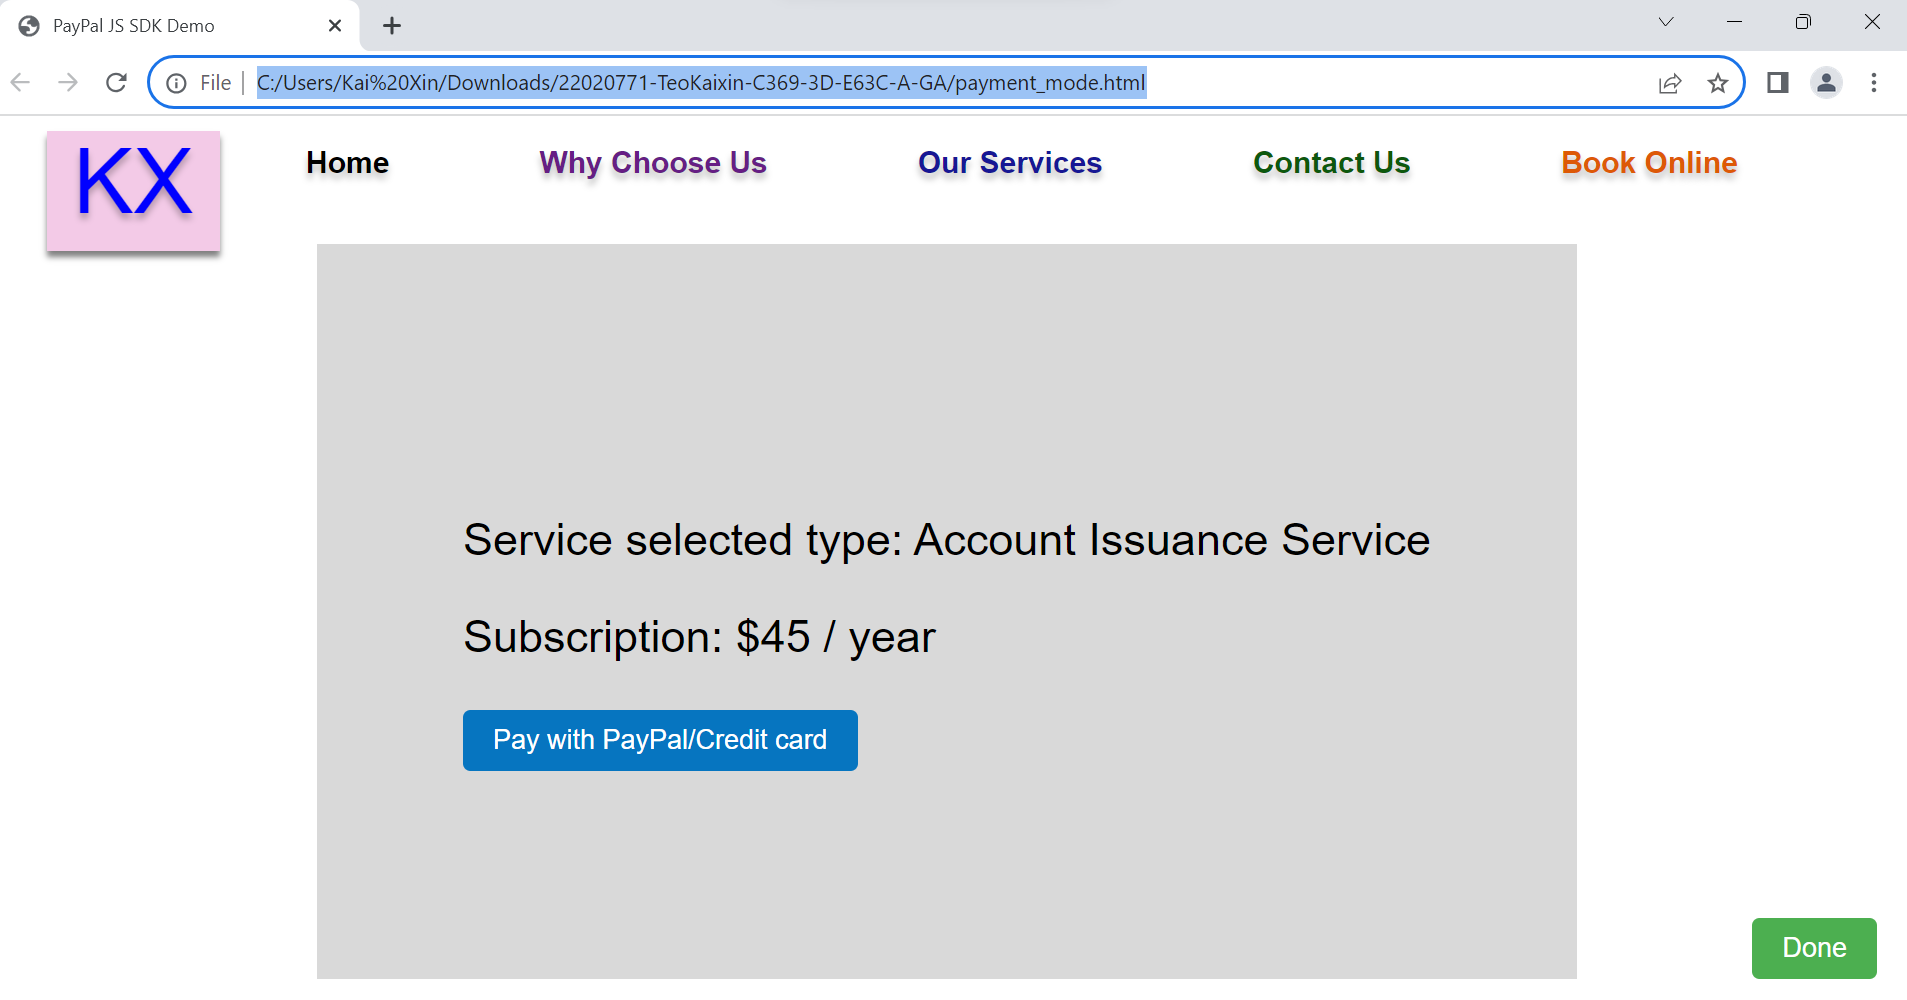 PayPal JS SDK Demo
File | C:/Users/Kai%20Xin/Downloads/22020771-TeoKaixin-C369-3D-E63C-A-GA/payment_mode.html
KX
Home Why Choose Us Our Services Contact Us Book Online
Service selected type: Account Issuance Service
Subscription: $45 / year
Pay with PayPal/Credit card
Done